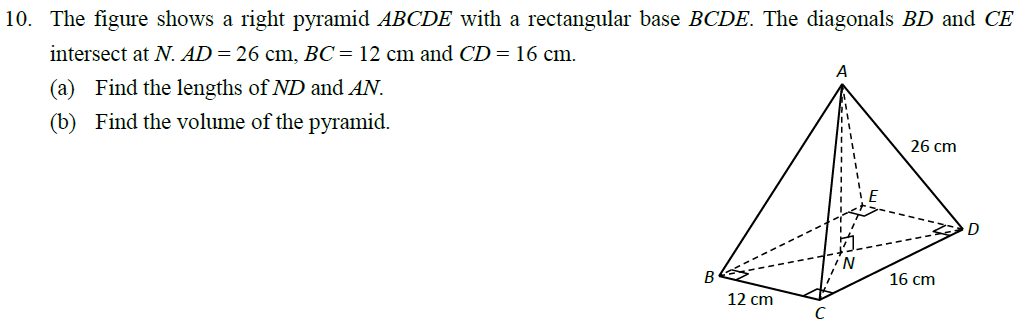 10. The figure shows a right pyramid ABCDE with a rectangular base BCDE. The diagonals BD and CE
intersect at N. AD = 26 cm, BC = 12 cm and CD = 16 cm.
(a) Find the lengths of ND and AN.
(b) Find the volume of the pyramid.
A
26 cm
E
D
N
B
16 cm
12 cm
C